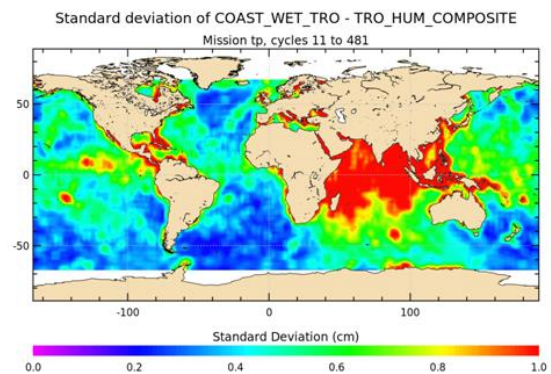 Standard deviation of COAST_WET_TRO - TRO_HUM_COMPOSITE
Mission tp, cycles 11 to 481
50
0
-50
-100 0 100
Standard Deviation (cm)
0.0 0.2 0.4 0.6 0.8 1.0